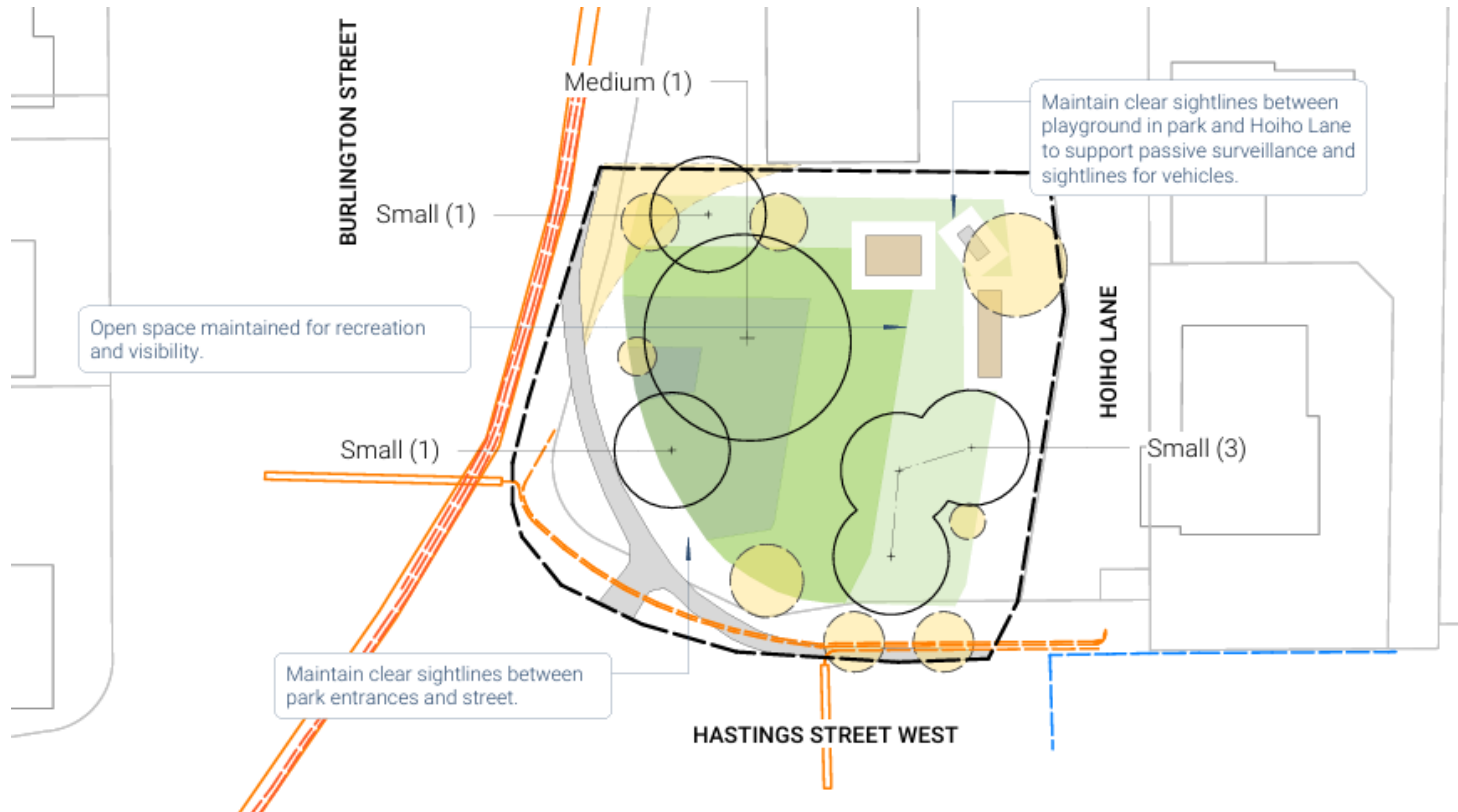 BURLINGTON STREET
Medium (1)
Maintain clear sightlines between
playground in park and Hoiho Lane
to support passive surveillance and
sightlines for vehicles.
Small (1)
Open space maintained for recreation
and visibility.
HOIHO LANE
Small (1)
Small (3)
Maintain clear sightlines between
park entrances and street.
HASTINGS STREET WEST